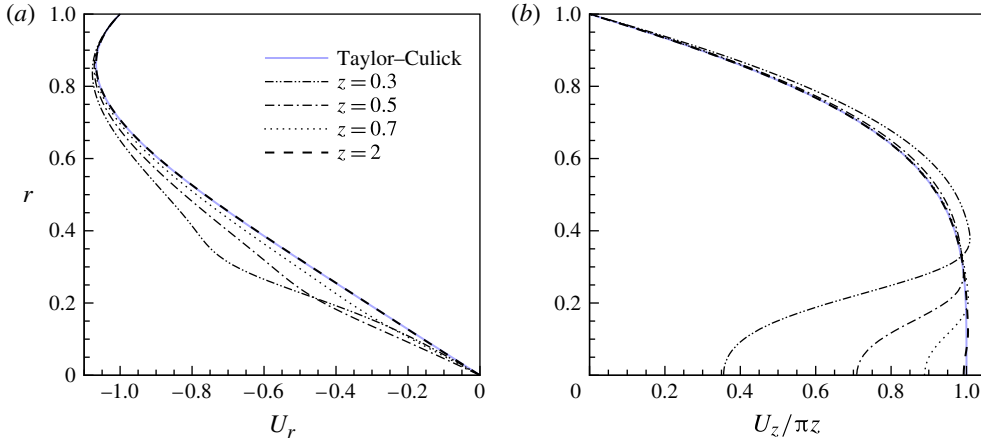 (a)
(b)
1.0
0.8
0.6
0.4
0.2
0
r
−1.0 −0.8 −0.6 −0.4 −0.2 0
U_r
Taylor–Culick
z = 0.3
z = 0.5
z = 0.7
z = 2
1.0
0.8
0.6
0.4
0.2
0
0 0.2 0.4 0.6 0.8 1.0
U_z/πz